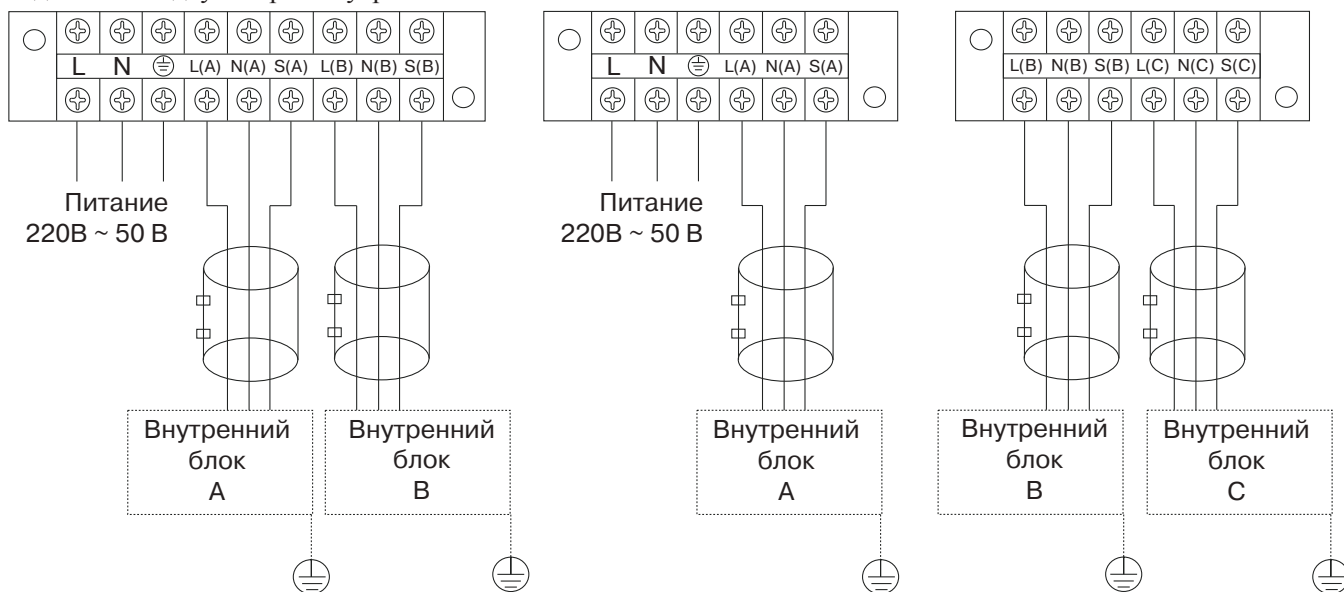 L N L(A) N(A) S(A) L(B) N(B) S(B)
L N L(A) N(A) S(A)
L(B) N(B) S(B) L(C) N(C) S(C)
Питание
220В ~ 50 В
Питание
220В ~ 50 В
Внутренний
блок
A
Внутренний
блок
B
Внутренний
блок
A
Внутренний
блок
B
Внутренний
блок
C